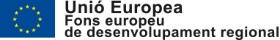 Unió Europea
Fons europeu
de desenvolupament regional